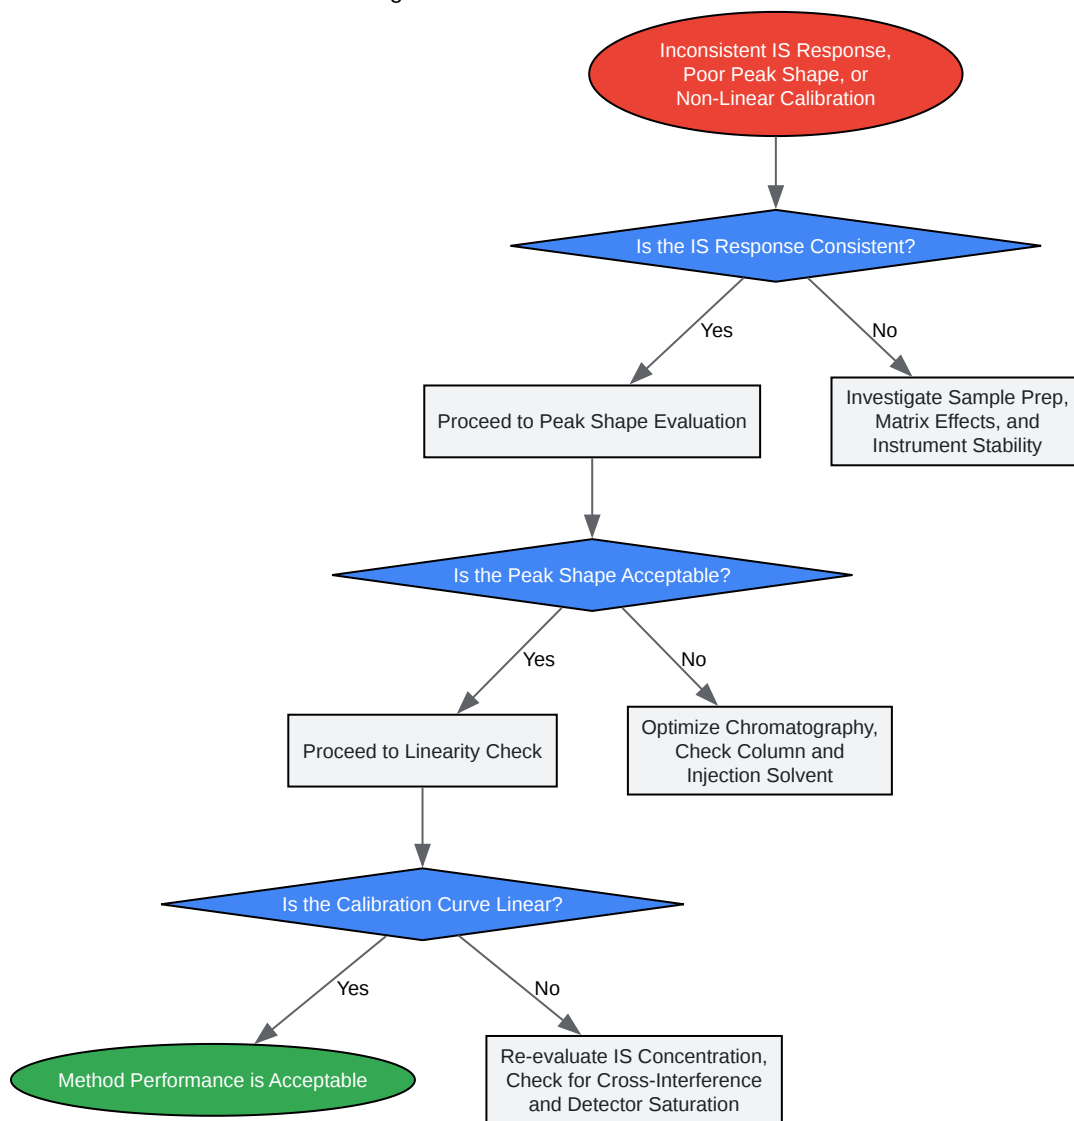 Inconsistent IS Response,
Poor Peak Shape, or
Non-Linear Calibration
Is the IS Response Consistent?
Yes
No
Proceed to Peak Shape Evaluation
Investigate Sample Prep,
Matrix Effects, and
Instrument Stability
Is the Peak Shape Acceptable?
Yes
No
Proceed to Linearity Check
Optimize Chromatography,
Check Column and
Injection Solvent
Is the Calibration Curve Linear?
Yes
No
Method Performance is Acceptable
Re-evaluate IS Concentration,
Check for Cross-Interference
and Detector Saturation